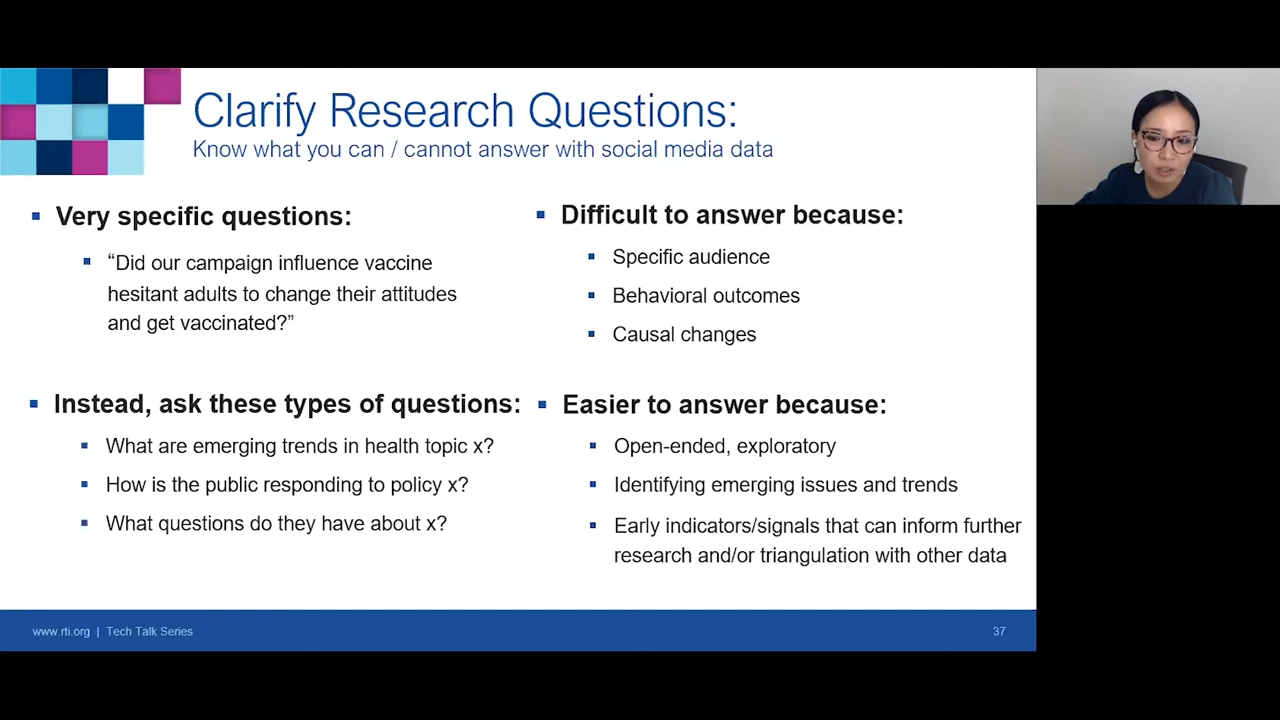 Clarify Research Questions:
Know what you can / cannot answer with social media data
Very specific questions:
“Did our campaign influence vaccine
hesitant adults to change their attitudes
and get vaccinated?”
Difficult to answer because:
Specific audience
Behavioral outcomes
Causal changes
Instead, ask these types of questions:
What are emerging trends in health topic x?
How is the public responding to policy x?
What questions do they have about x?
Easier to answer because:
Open-ended, exploratory
Identifying emerging issues and trends
Early indicators/signals that can inform further
research and/or triangulation with other data
www.rti.org | Tech Talk Series
37